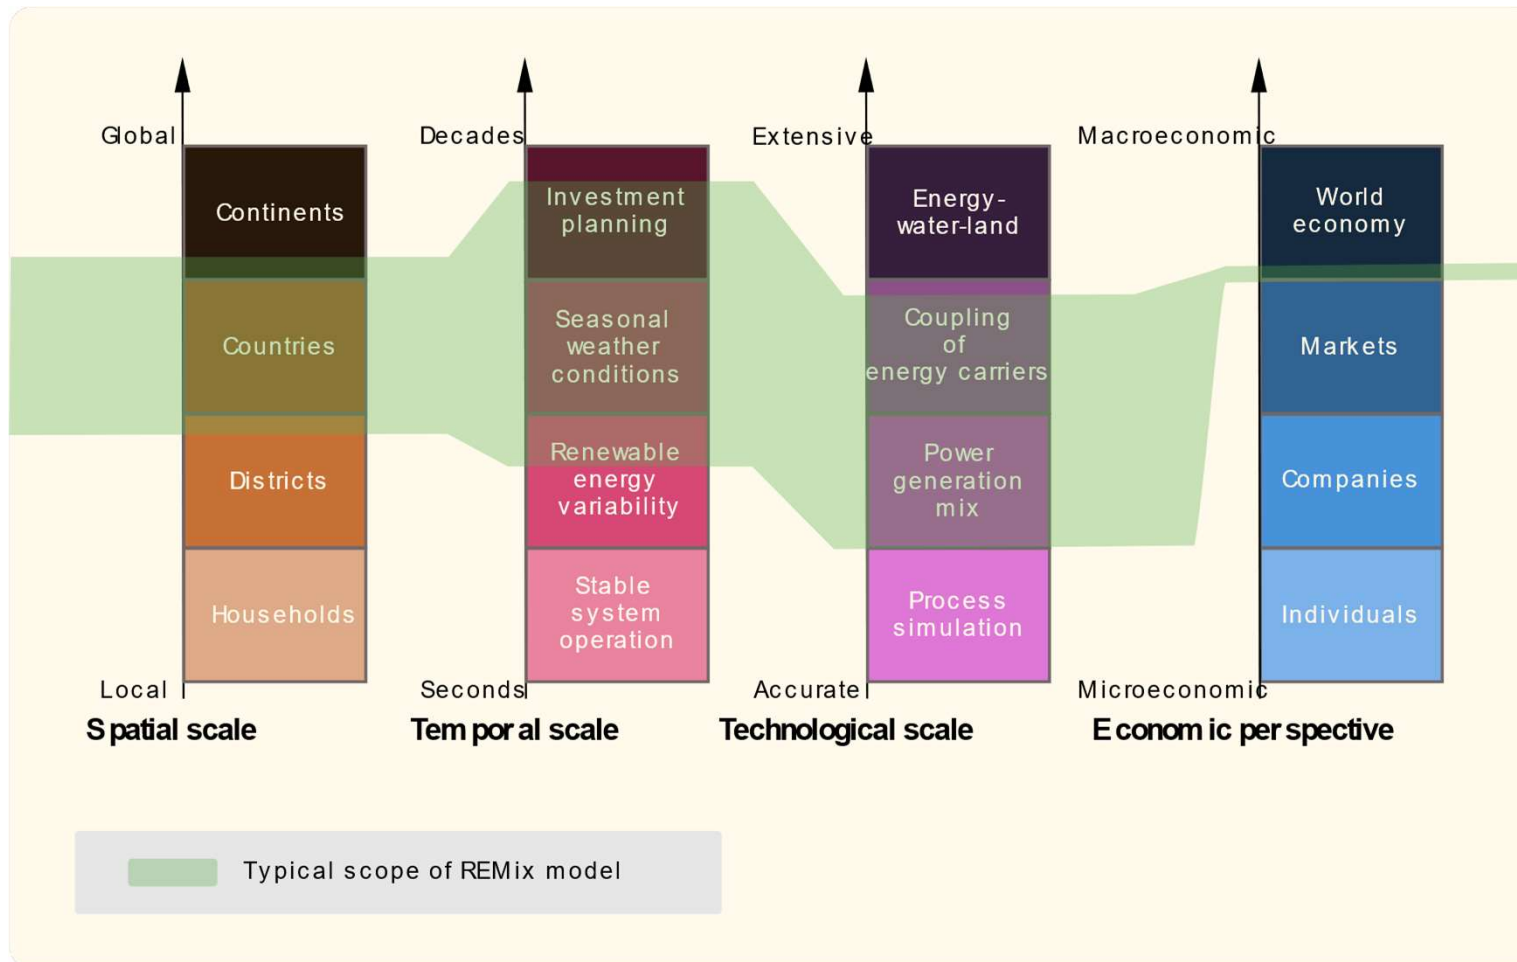 Global
Continents
Countries
Districts
Households
Local
Spatial scale
Decades
Investment
planning
Seasonal
weather
conditions
Renewable
energy
variability
Stable
system
operation
Seconds
Temporal scale
Extensive
Energy-
water-land
Coupling
of
energy carriers
Power
generation
mix
Process
simulation
Accurate
Technological scale
Macroeconomic
World
economy
Markets
Companies
Individuals
Microeconomic
Economic perspective
Typical scope of REMix model